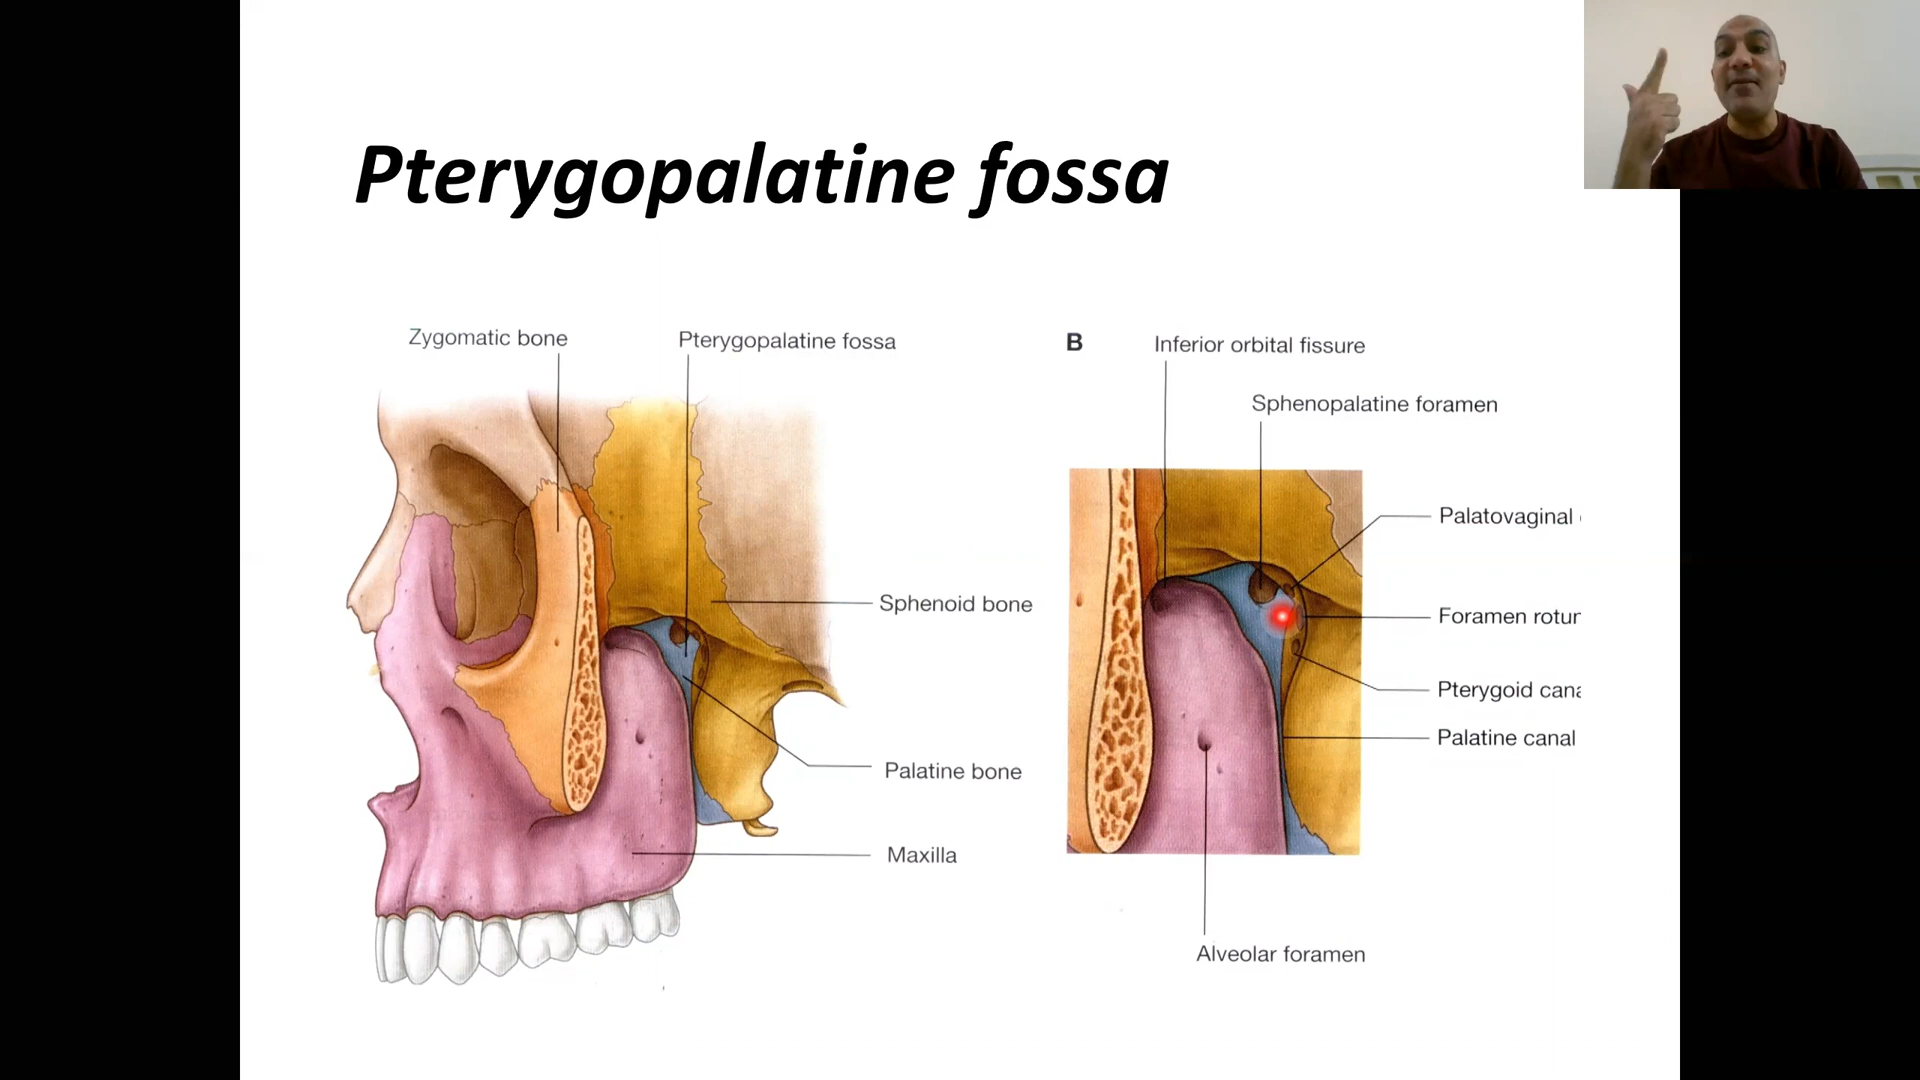 Pterygopalatine fossa
Zygomatic bone
Pterygopalatine fossa
Sphenoid bone
Palatine bone
Maxilla
B
Inferior orbital fissure
Sphenopalatine foramen
Palatovaginal
Foramen rotun
Pterygoid cana
Palatine canal
Alveolar foramen